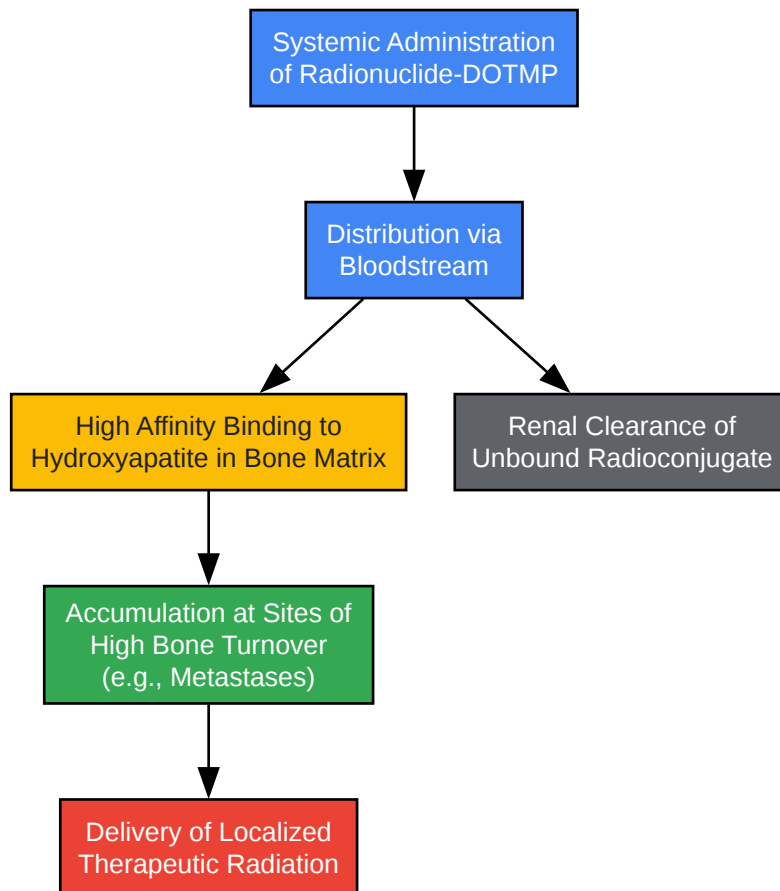 Systemic Administration
of Radionuclide-DOTMP
Distribution via
Bloodstream
High Affinity Binding to
Hydroxyapatite in Bone Matrix
Renal Clearance of
Unbound Radioconjugate
Accumulation at Sites of
High Bone Turnover
(e.g., Metastases)
Delivery of Localized
Therapeutic Radiation